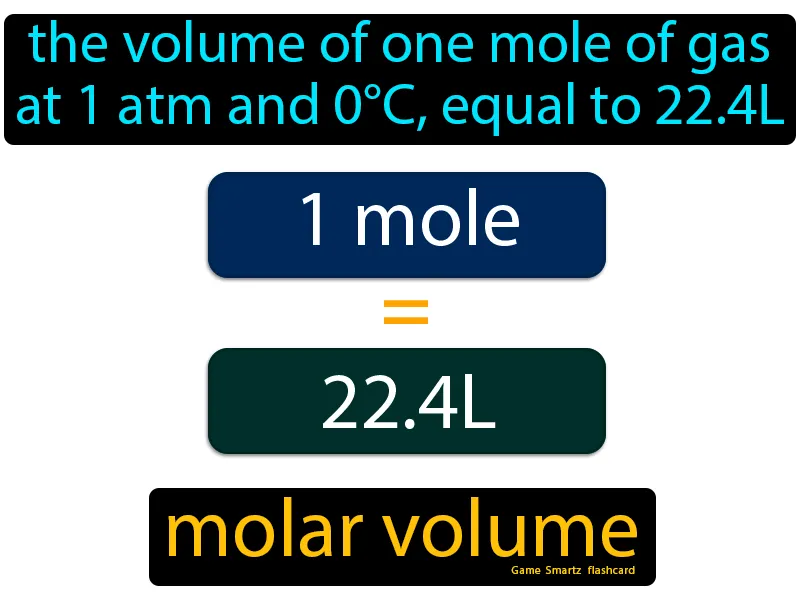 the volume of one mole of gas
at 1 atm and 0°C, equal to 22.4L
1 mole
=
22.4L
molar volume
Game Smartz flashcard